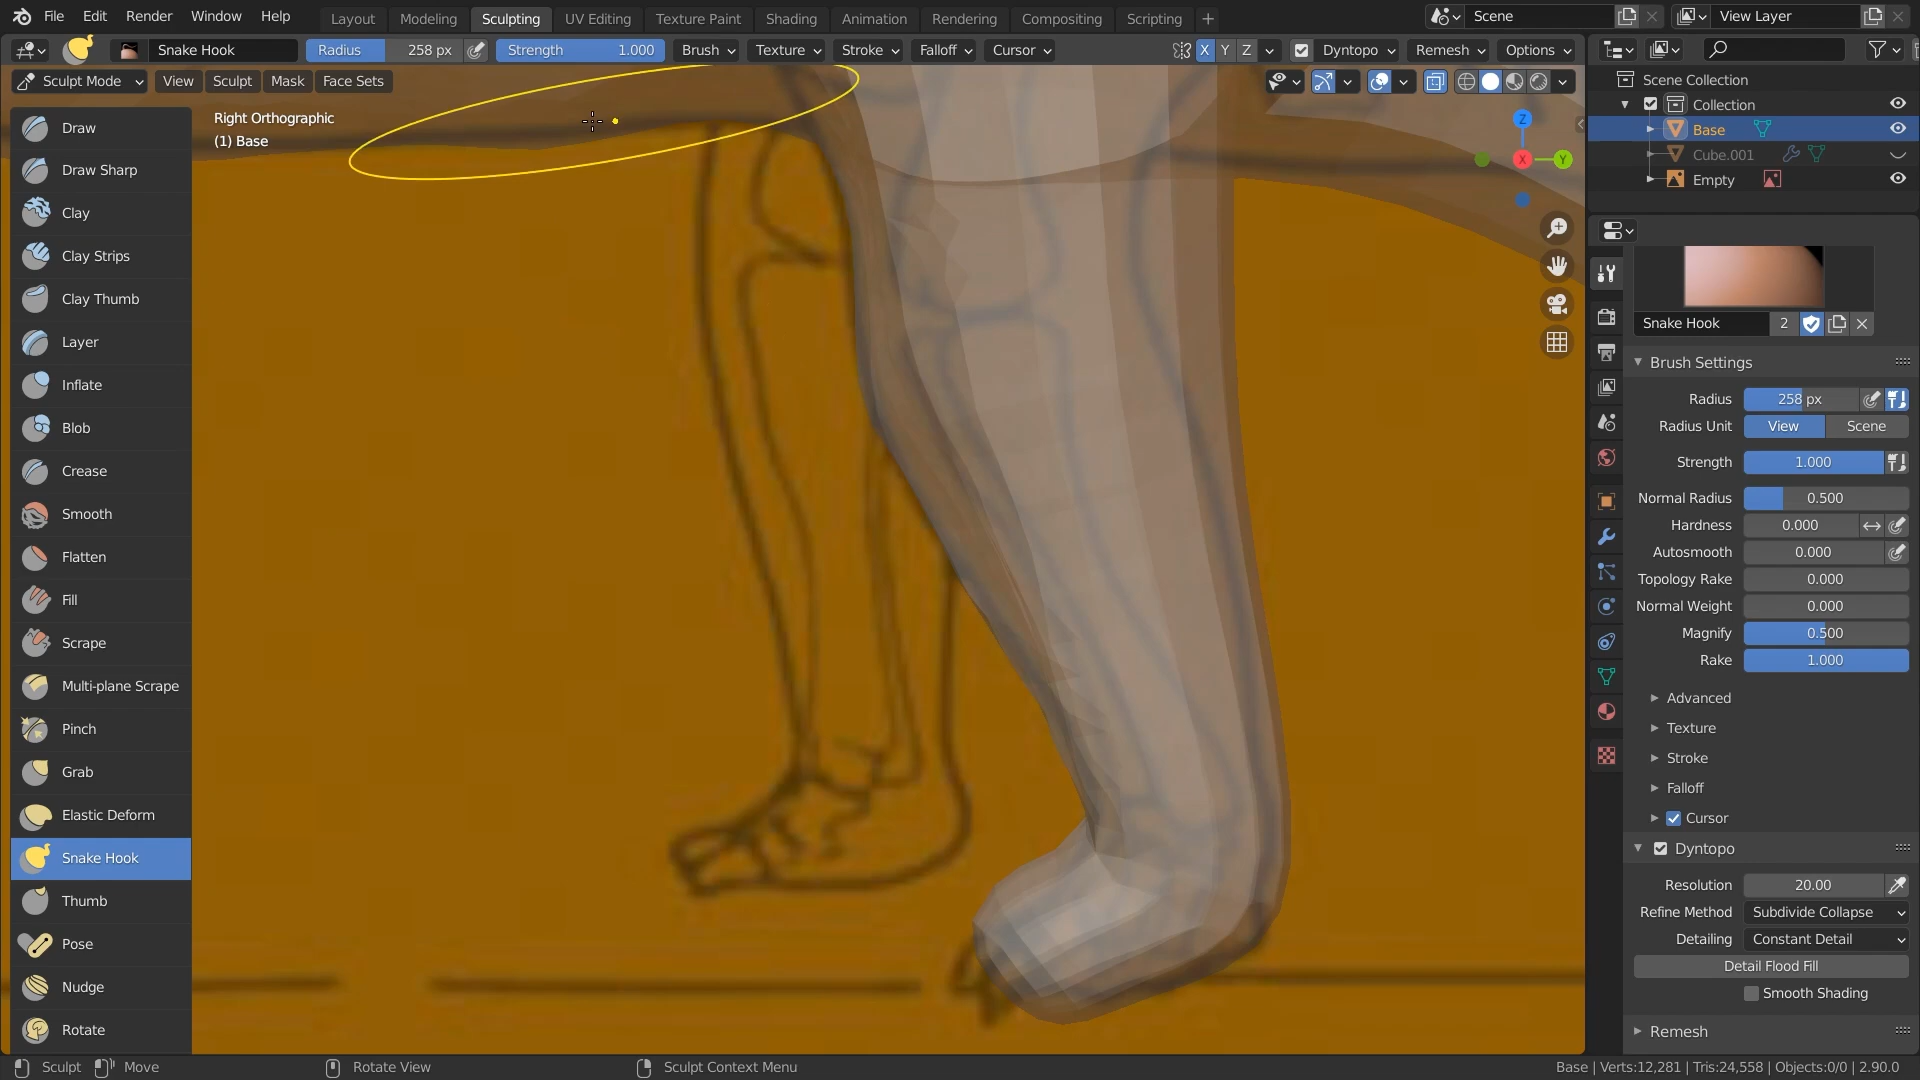 File Edit Render Window Help Layout Modeling Sculpting UV Editing Texture Paint Shading Animation Rendering Compositing Scripting + Scene View Layer
Snake Hook Radius 258 px Strength 1.000 Brush Texture Stroke Falloff Cursor X Y Z Dyntopo Remesh Options
Sculpt Mode View Sculpt Mask Face Sets
Right Orthographic
(1) Base
Draw
Draw Sharp
Clay
Clay Strips
Clay Thumb
Layer
Inflate
Blob
Crease
Smooth
Flatten
Fill
Scrape
Multi-plane Scrape
Pinch
Grab
Elastic Deform
Snake Hook
Thumb
Pose
Nudge
Rotate
Z
X
Y
Scene Collection
Collection
Base
Cube.001
Empty
Snake Hook 2
Brush Settings
Radius 258 px
Radius Unit View Scene
Strength 1.000
Normal Radius 0.500
Hardness 0.000
Autosmooth 0.000
Topology Rake 0.000
Normal Weight 0.000
Magnify 0.500
Rake 1.000
Advanced
Texture
Stroke
Falloff
Cursor
Dyntopo
Resolution 20.00
Refine Method Subdivide Collapse
Detailing Constant Detail
Detail Flood Fill
Smooth Shading
Remesh
Sculpt Move Rotate View Sculpt Context Menu Base | Verts:12,281 | Tris:24,558 | Objects:0/0 | 2.90.0